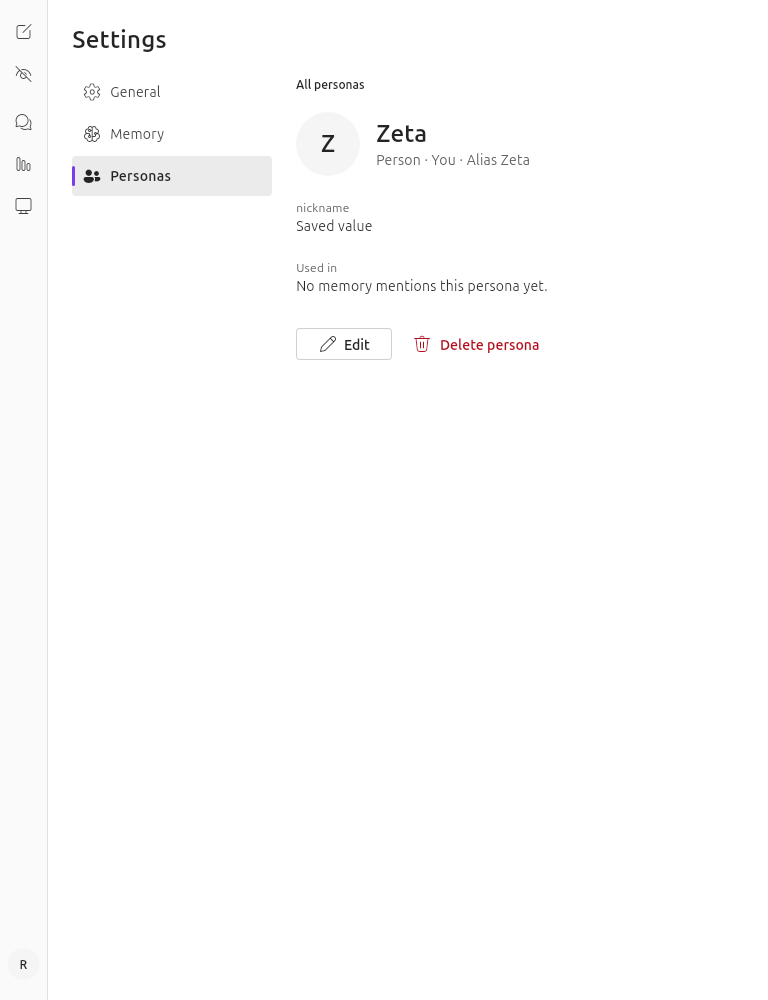 Settings
General
Memory
Personas
All personas
Z
Zeta
Person · You · Alias Zeta
nickname
Saved value
Used in
No memory mentions this persona yet.
Edit
Delete persona
R